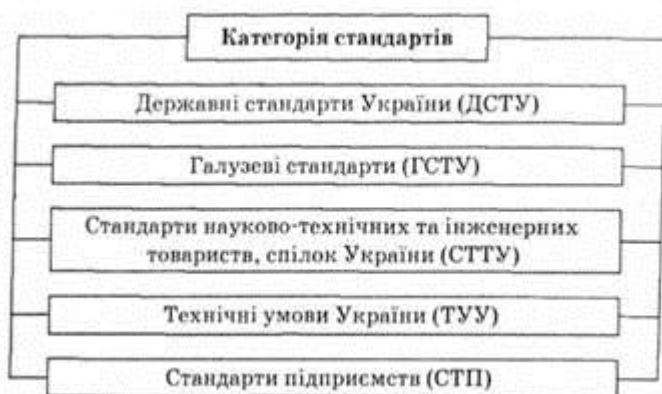 Категорія стандартів
Державні стандарти України (ДСТУ)
Галузеві стандарти (ГСТУ)
Стандарти науково-технічних та інженерних
товариств, спілок України (СТТУ)
Технічні умови України (ТУУ)
Стандарти підприємств (СТП)